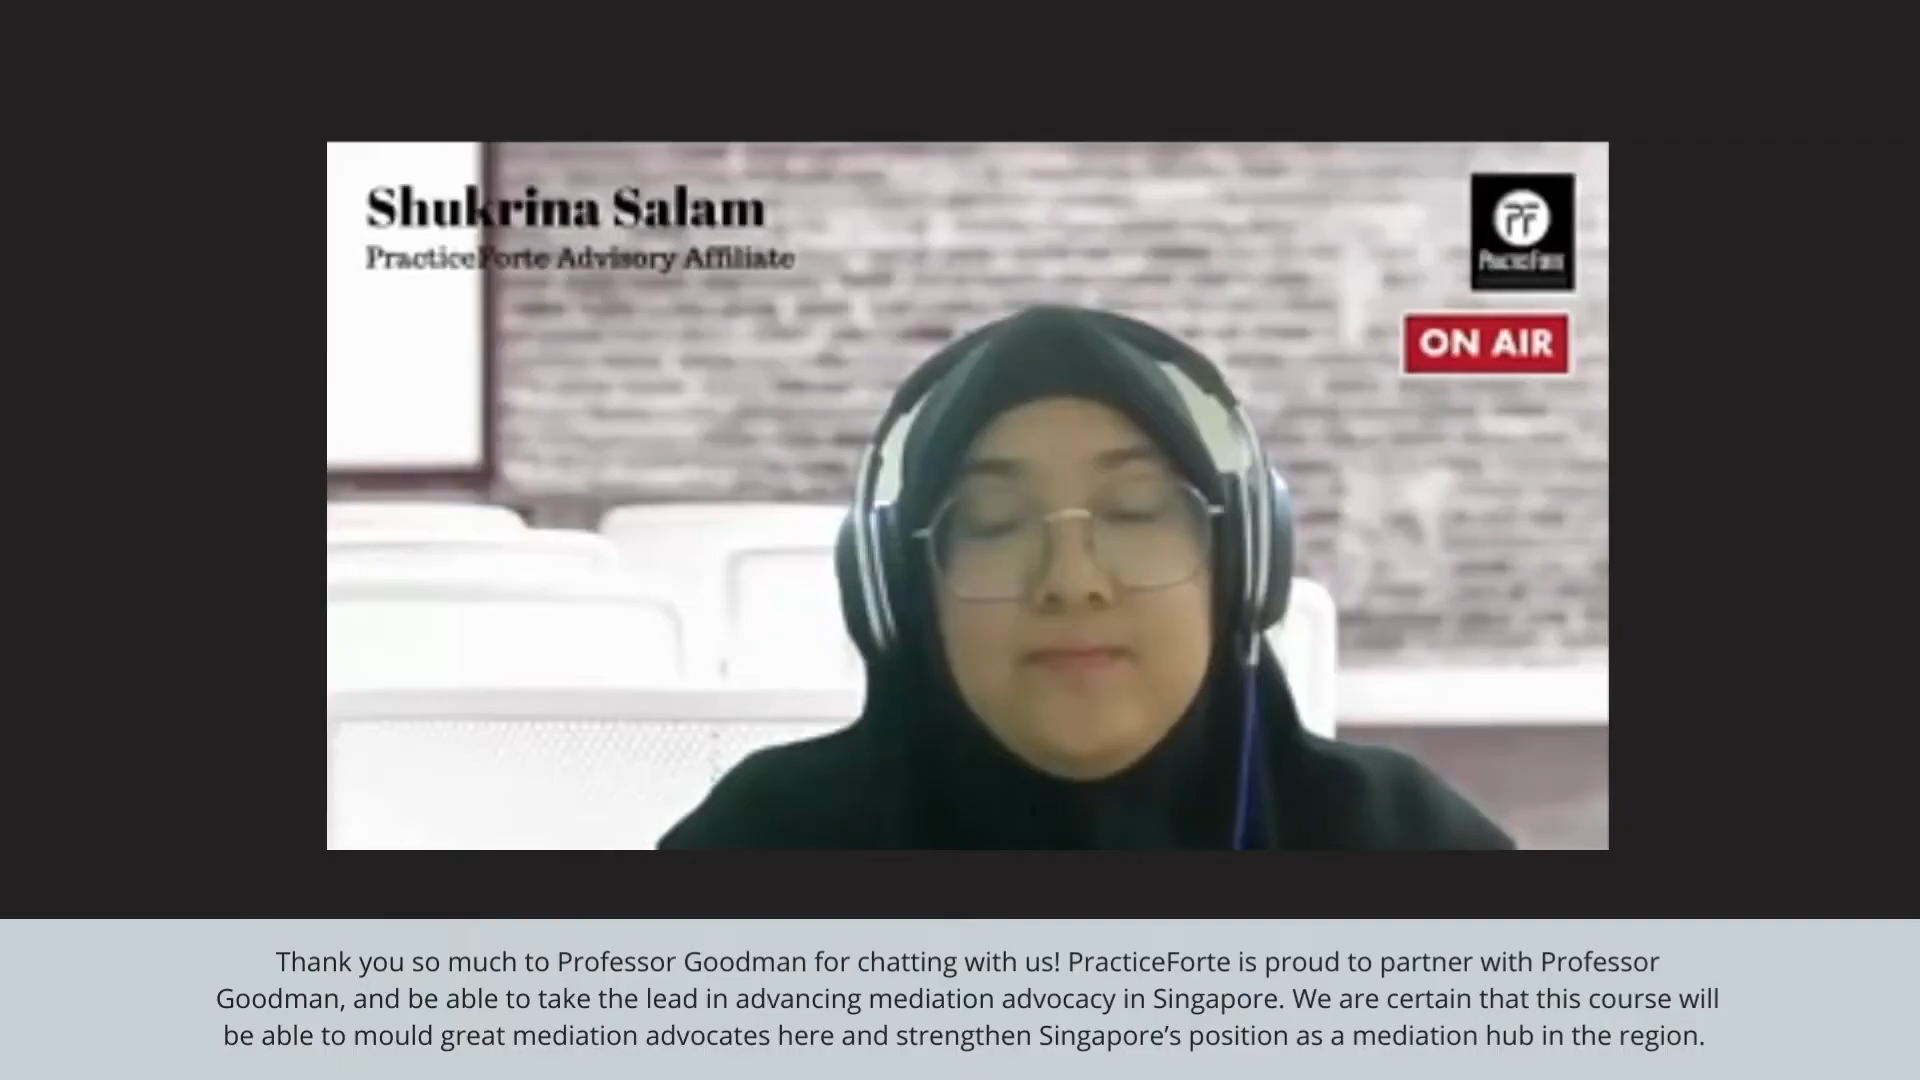 Shukrina Salam
PracticeForte Advisory Affiliate
PF
PRACTICEFORTE
ON AIR
Thank you so much to Professor Goodman for chatting with us! PracticeForte is proud to partner with Professor
Goodman, and be able to take the lead in advancing mediation advocacy in Singapore. We are certain that this course will
be able to mould great mediation advocates here and strengthen Singapore’s position as a mediation hub in the region.